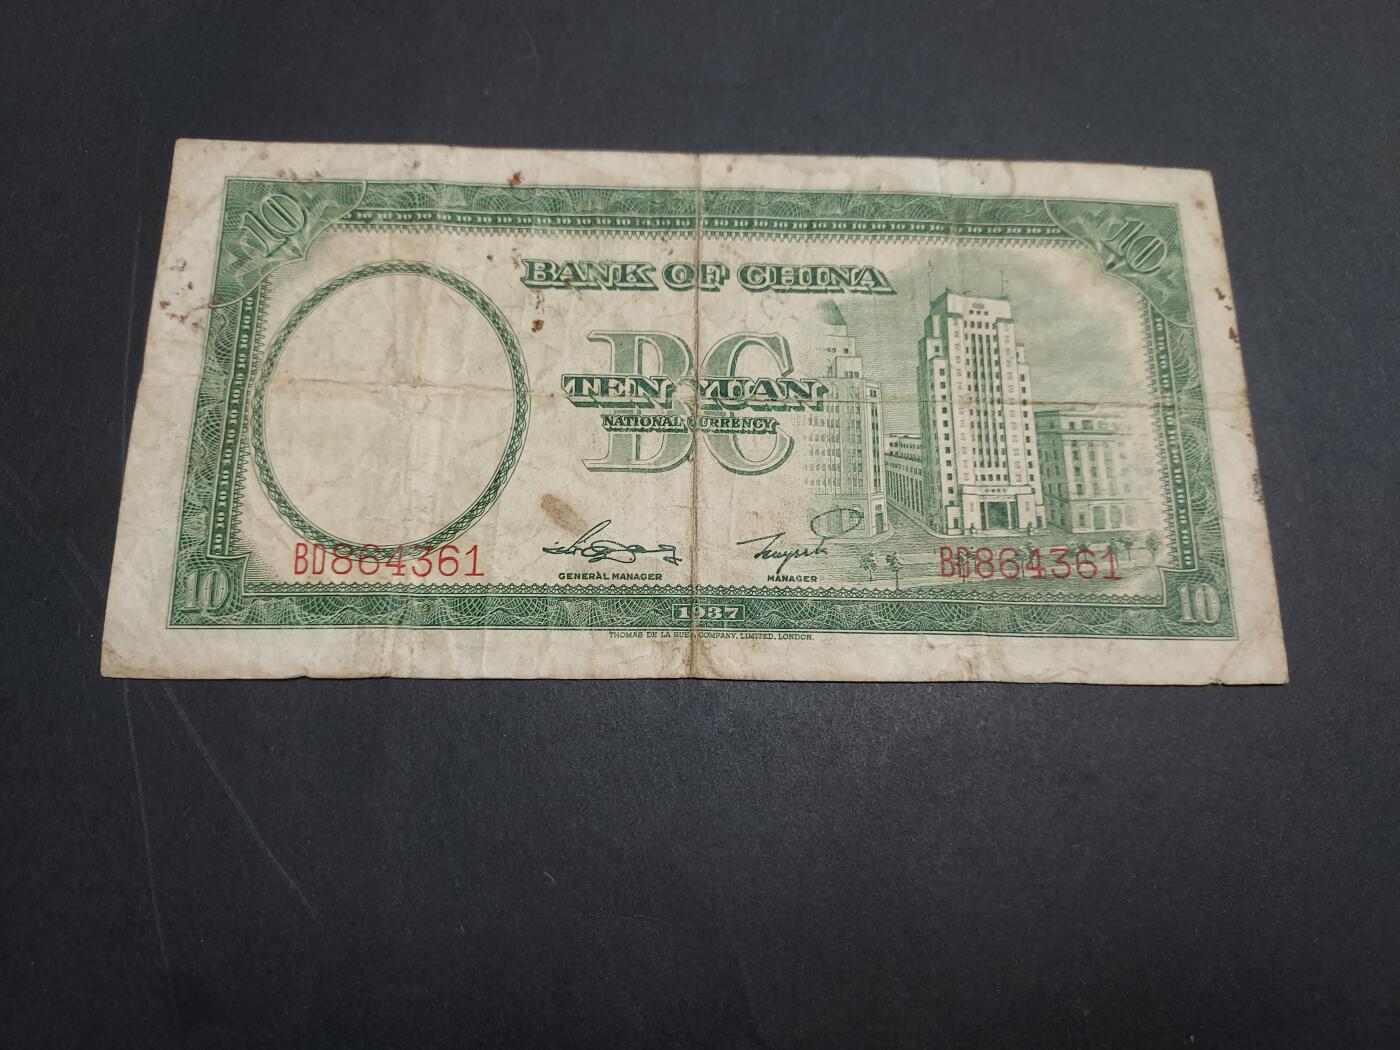 10 10
BANK OF CHINA
BC
TEN YUAN
NATIONAL CURRENCY
BD864361 BD864361
GENERAL MANAGER MANAGER
10 1937 10
THOMAS DE LA RUE & COMPANY, LIMITED, LONDON.